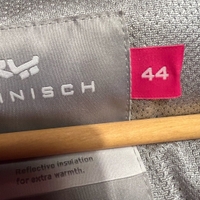 NISCH
44
Reflective insulation
for extra warmth.